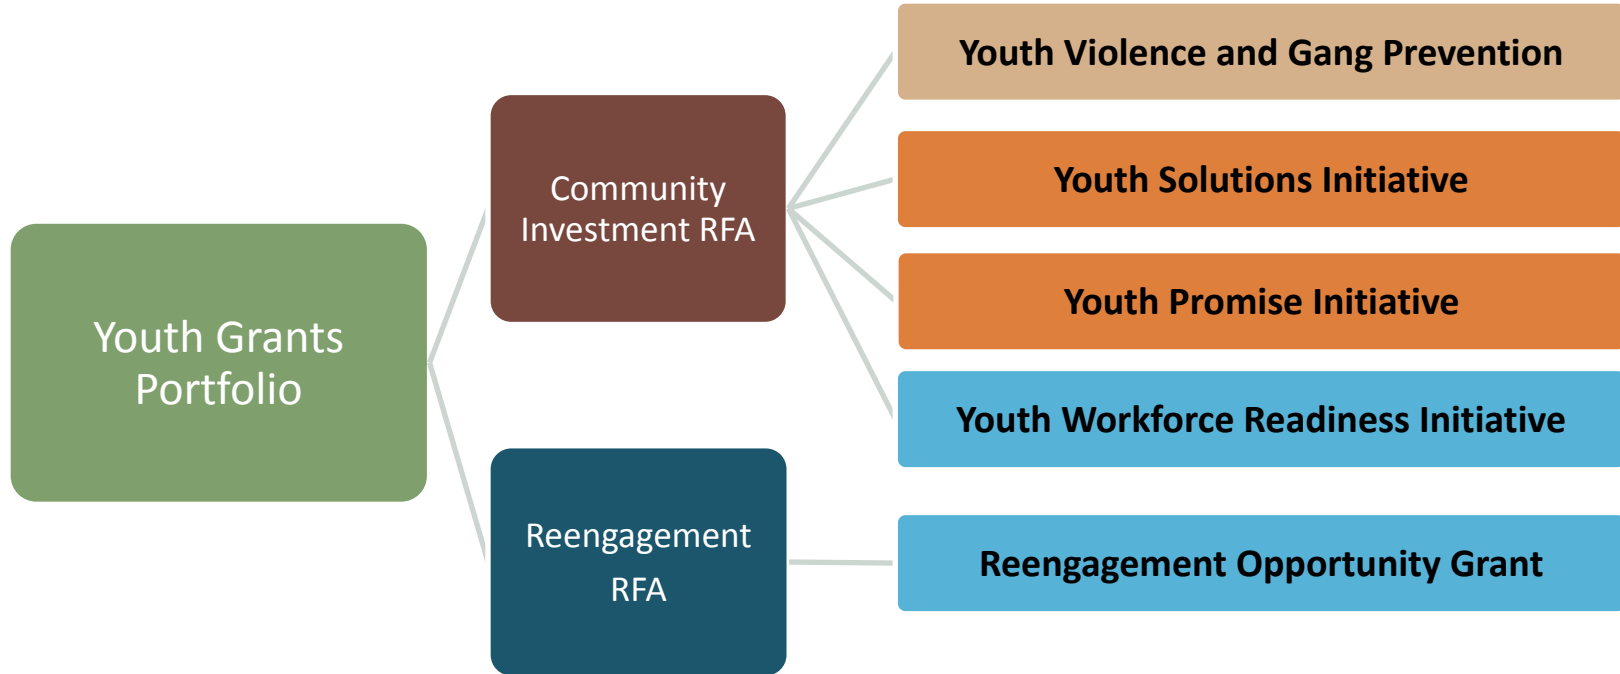 Youth Grants
Portfolio
Community
Investment RFA
Reengagement
RFA
Youth Violence and Gang Prevention
Youth Solutions Initiative
Youth Promise Initiative
Youth Workforce Readiness Initiative
Reengagement Opportunity Grant